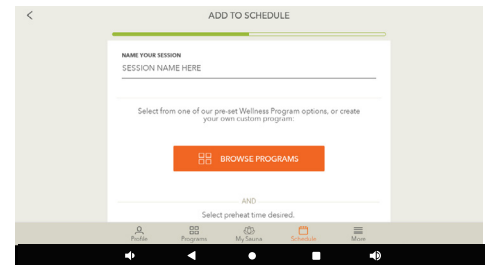 ADD TO SCHEDULE
NAME YOUR SESSION
SESSION NAME HERE
Select from one of our pre-set Wellness Program options, or create
your own custom program:
BROWSE PROGRAMS
AND
Select preheat time desired.
Profile Programs My Sauna Schedule More